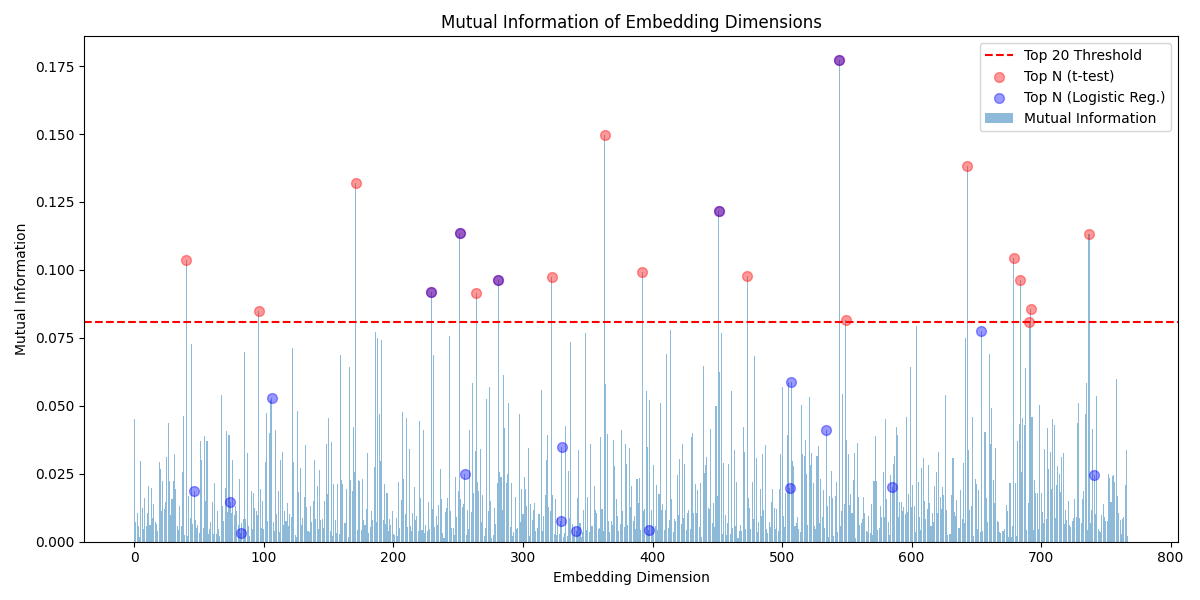 Mutual Information of Embedding Dimensions
Top 20 Threshold
Top N (t-test)
Top N (Logistic Reg.)
Mutual Information
Mutual Information
0.175
0.150
0.125
0.100
0.075
0.050
0.025
0.000
0 100 200 300 400 500 600 700 800
Embedding Dimension